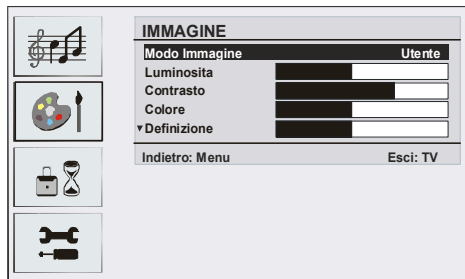 IMMAGINE
Modo Immagine Utente
Luminosita
Contrasto
Colore
▼Definizione
Indietro: Menu Esci: TV